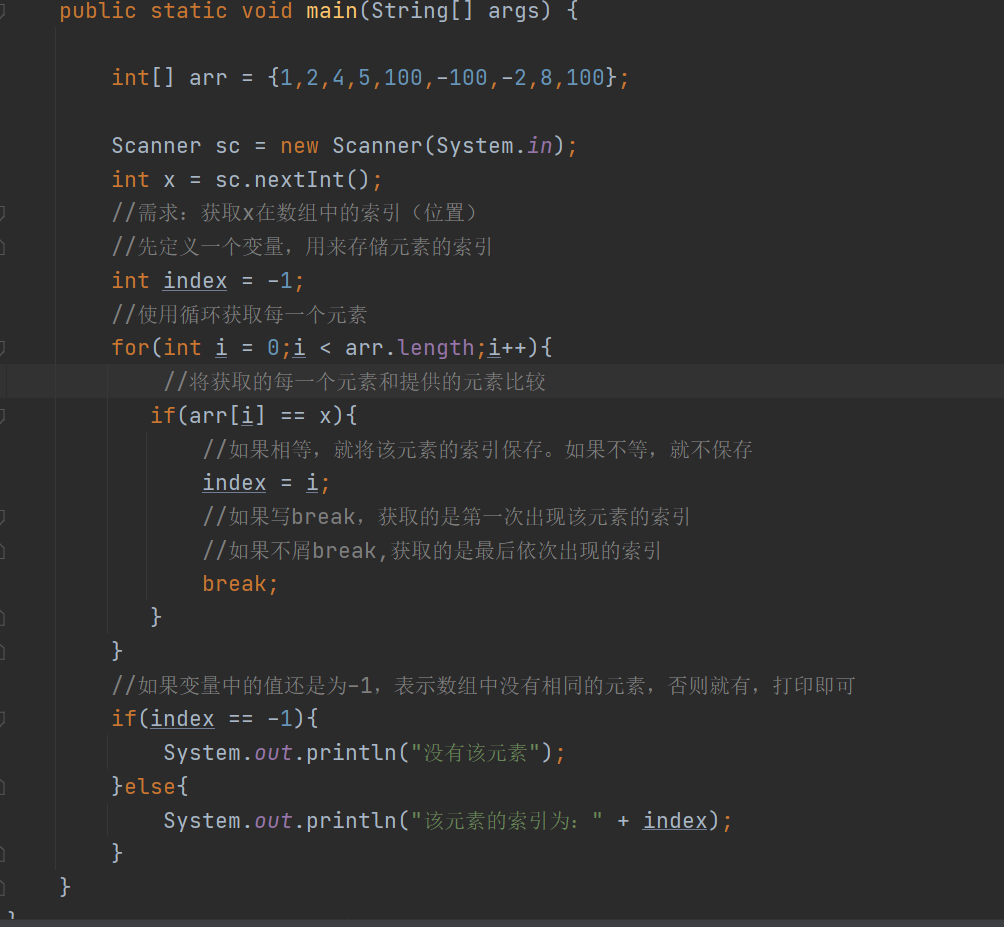 public static void main(String[] args) {
int[] arr = {1,2,4,5,100,-100,-2,8,100};
Scanner sc = new Scanner(System.in);
int x = sc.nextInt();
//需求：获取x在数组中的索引（位置）
//先定义一个变量，用来存储元素的索引
int index = -1;
//使用循环获取每一个元素
for(int i = 0;i < arr.length;i++){
//将获取的每一个元素和提供的元素比较
if(arr[i] == x){
//如果相等，就将该元素的索引保存。如果不等，就不保存
index = i;
//如果写break，获取的是第一次出现该元素的索引
//如果不屑break,获取的是最后依次出现的索引
break;
}
}
//如果变量中的值还是为-1，表示数组中没有相同的元素，否则就有，打印即可
if(index == -1){
System.out.println("没有该元素");
}else{
System.out.println("该元素的索引为：" + index);
}
}
}